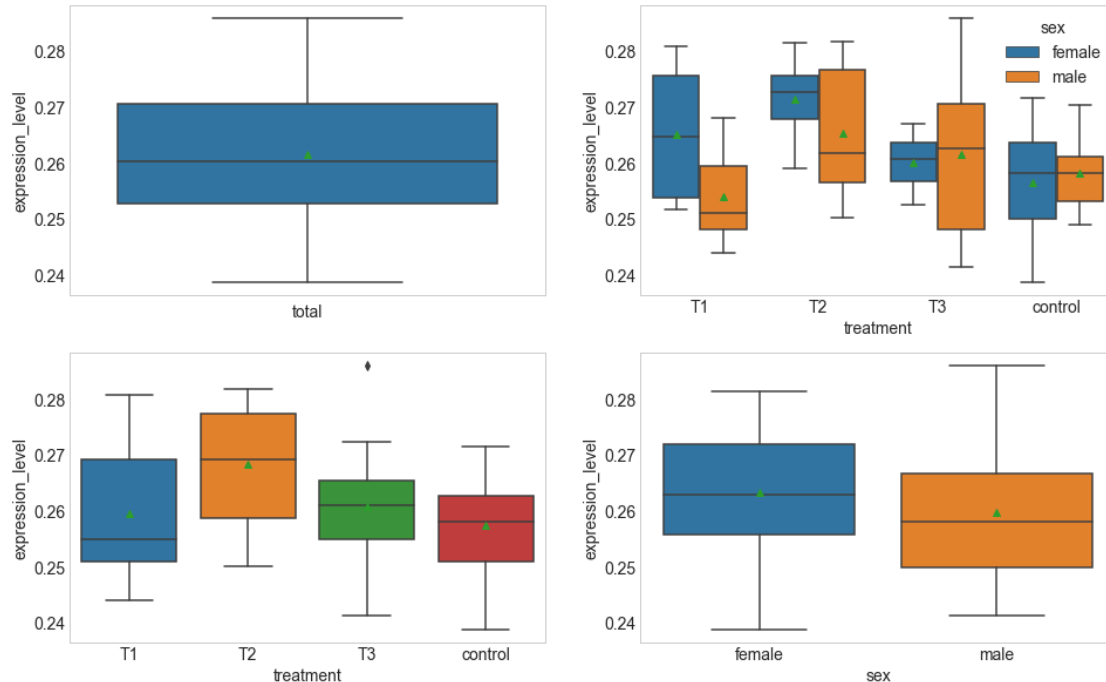 expression_level
0.28
0.27
0.26
0.25
0.24
total
expression_level
0.28
0.27
0.26
0.25
0.24
sex
female
male
T1 T2 T3 control
treatment
expression_level
0.28
0.27
0.26
0.25
0.24
T1 T2 T3 control
treatment
expression_level
0.28
0.27
0.26
0.25
0.24
female male
sex